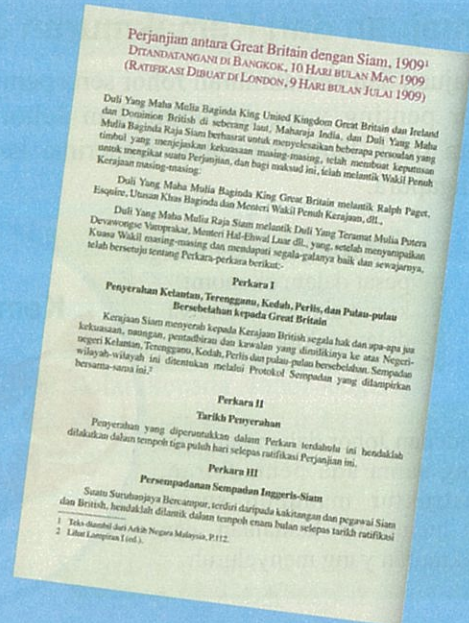 Perjanjian antara Great Britain dengan Siam, 1909¹
DITANDATANGANI DI BANGKOK, 10 HARI BULAN MAC 1909
(RATIFIKASI DIBUAT DI LONDON, 9 HARI BULAN JULAI 1909)
Duli Yang Maha Mulia Baginda King United Kingdom Great Britain dan Ireland
dan Dominion British di seberang laut, Maharaja India, dan Duli Yang Maha
Mulia Baginda Raja Siam berhasrat untuk menyelesaikan beberapa persoalan yang
timbul yang menjejaskan kekuasaan masing-masing, telah membuat keputusan
untuk mengikat suatu Perjanjian, dan bagi maksud ini, telah melantik Wakil Penuh
Kerajaan masing-masing:
Duli Yang Maha Mulia Baginda King Great Britain melantik Ralph Paget,
Esquire, Utusan Khas Baginda dan Menteri Wakil Penuh Kerajaan, dll.,
Duli Yang Maha Mulia Raja Siam melantik Duli Yang Teramat Mulia Putera
Devawongse Varoprakar, Menteri Hal-Ehwal Luar dll., yang, setelah menyampaikan
Kuasa Wakil masing-masing dan mendapati segala-galanya baik dan sewajarnya,
telah bersetuju tentang Perkara-perkara berikut:-
Perkara I
Penyerahan Kelantan, Terengganu, Kedah, Perlis, dan Pulau-pulau
Bersebelahan kepada Great Britain
Kerajaan Siam menyerah kepada Kerajaan British segala hak dan apa-apa jua
kekuasaan, naungan, pentadbiran dan kawalan yang dimilikinya ke atas Negeri-
negeri Kelantan, Terengganu, Kedah, Perlis dan pulau-pulau bersebelahan. Sempadan
wilayah-wilayah ini ditentukan melalui Protokol Sempadan yang dilampirkan
bersama-sama ini.²
Perkara II
Tarikh Penyerahan
Penyerahan yang diperuntukkan dalam Perkara terdahulu ini hendaklah
dilakukan dalam tempoh tiga puluh hari selepas ratifikasi Perjanjian ini.
Perkara III
Persempadanan Sempadan Inggeris-Siam
Suatu Suruhanjaya Bercampur, terdiri daripada kakitangan dan pegawai Siam
dan British, hendaklah dilantik dalam tempoh enam bulan selepas tarikh ratifikasi
1 Teks diambil dari Arkib Negara Malaysia, P.112.
2 Lihat Lampiran I (ed.).